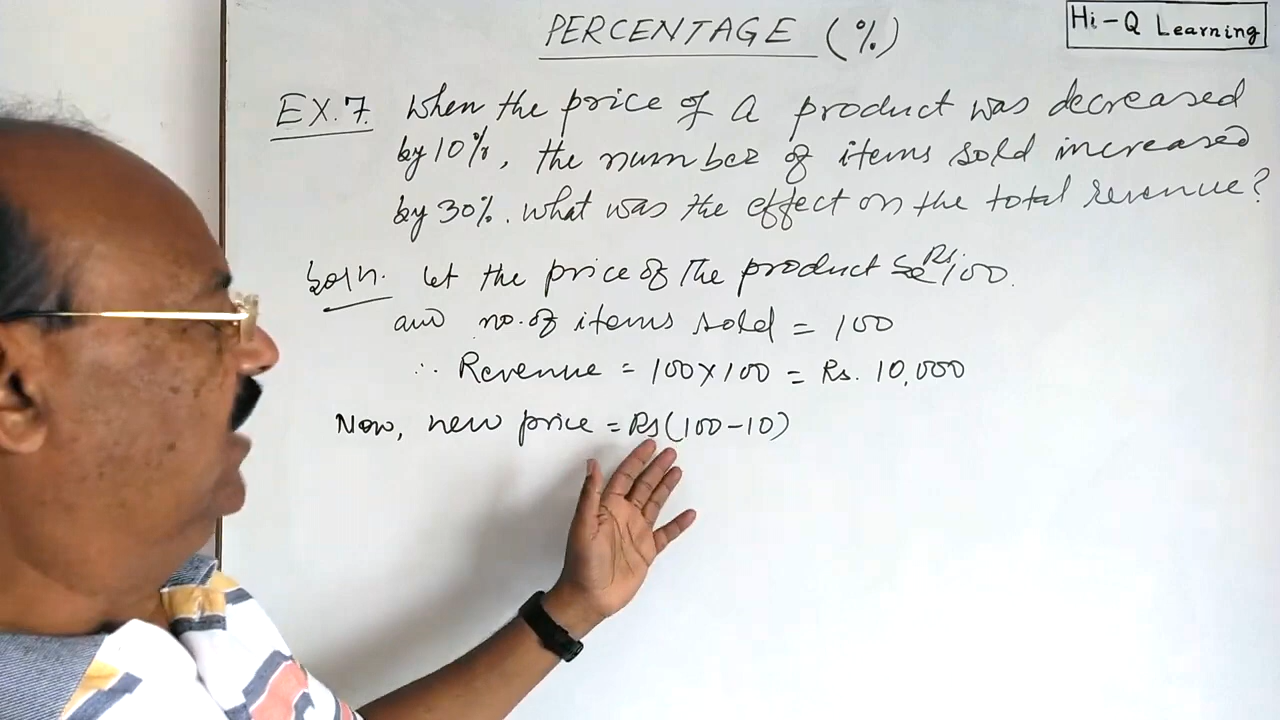 PERCENTAGE (%)
Hi-Q Learning
EX.7. When the price of a product was decreased
by 10%, the number of items sold increased
by 30%. What was the effect on the total revenue?
Soln. Let the price of the product be Rs 100.
and no. of items sold = 100
∴ Revenue = 100×100 = Rs. 10,000
Now, new price = Rs(100-10)